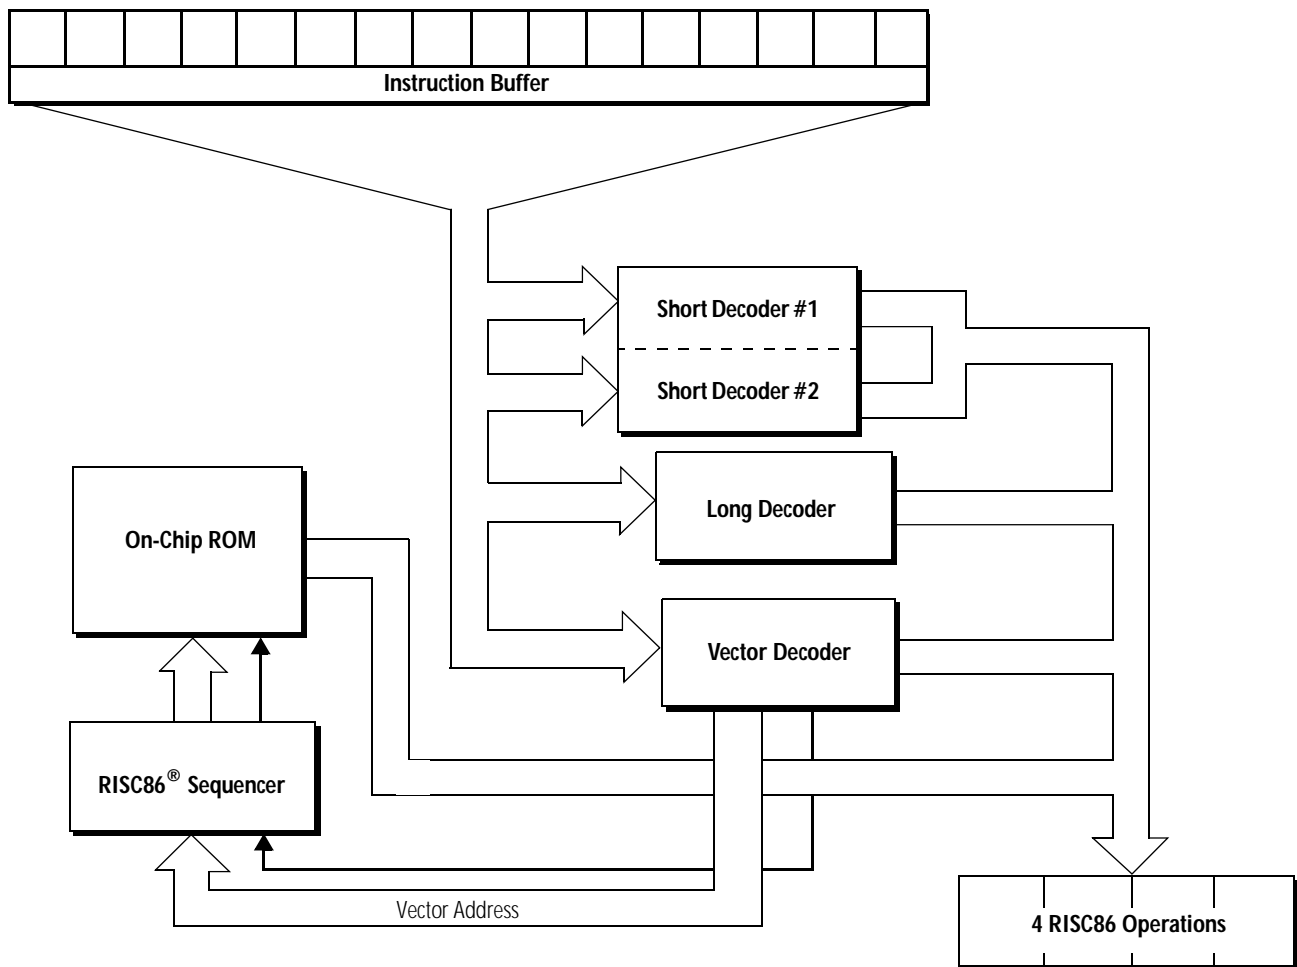 Instruction Buffer
Short Decoder #1
Short Decoder #2
Long Decoder
On-Chip ROM
Vector Decoder
RISC86® Sequencer
Vector Address
4 RISC86 Operations